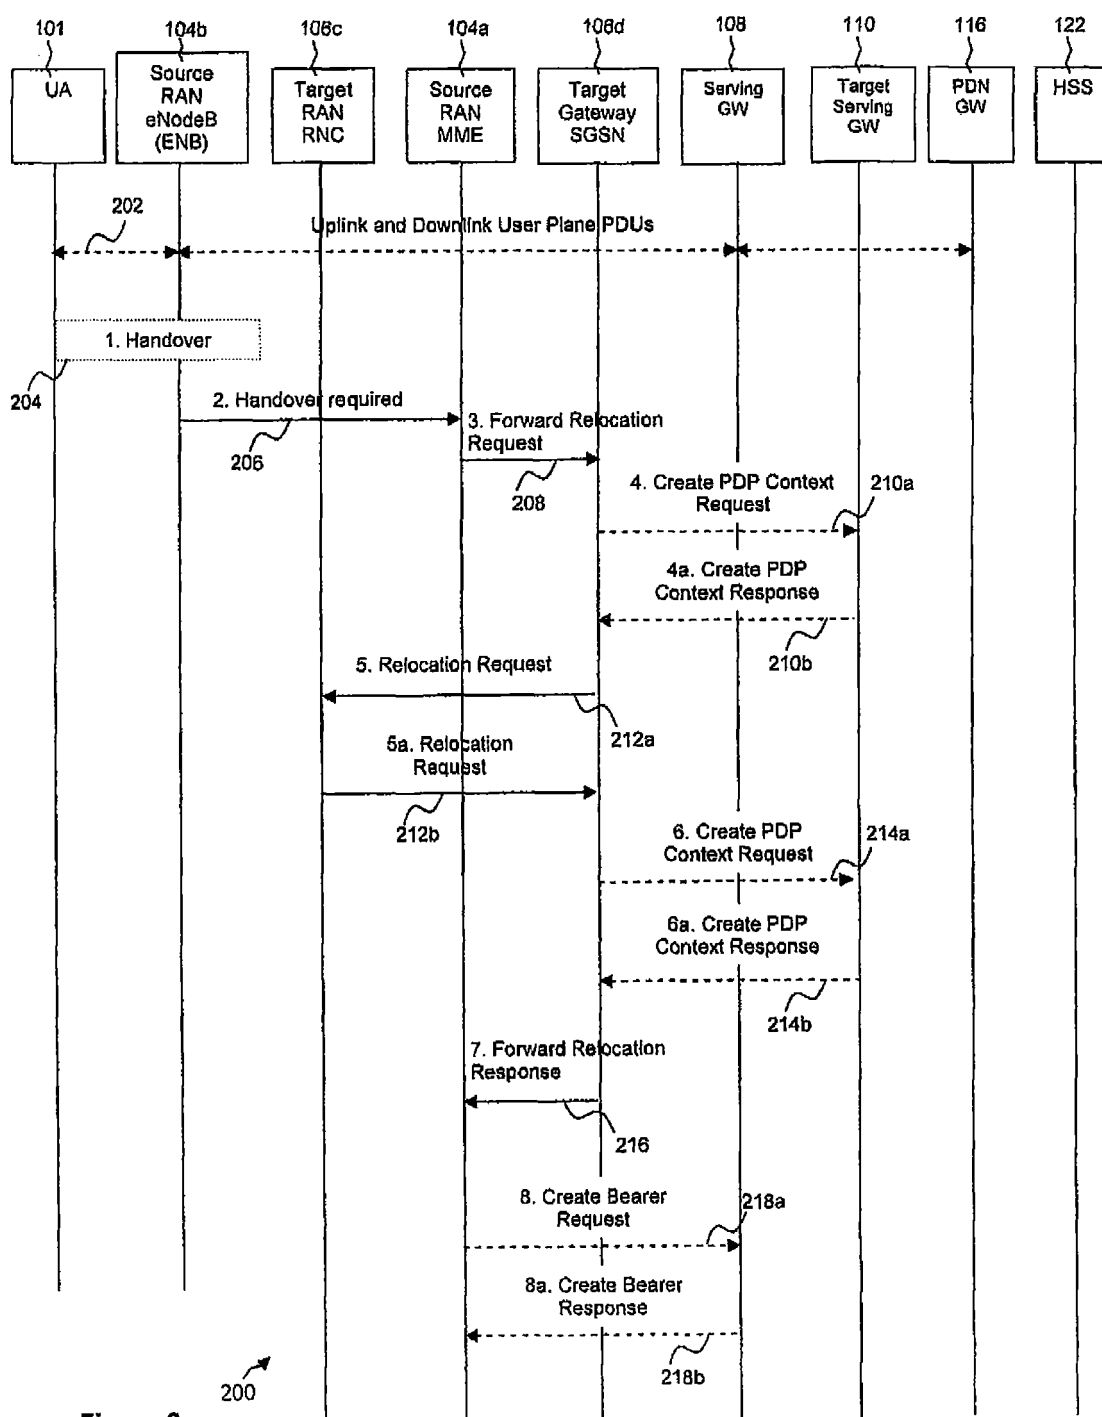 101 104b 106c 104a 106d 108 110 116 122
UA
Source
RAN
eNodeB
(ENB)
Target
RAN
RNC
Source
RAN
MME
Target
Gateway
SGSN
Serving
GW
Target
Serving
GW
PDN
GW
HSS
202
Uplink and Downlink User Plane PDUs
1. Handover
204
2. Handover required
206
3. Forward Relocation
Request
208
4. Create PDP Context
Request
210a
4a. Create PDP
Context Response
210b
5. Relocation Request
212a
5a. Relocation
Request
212b
6. Create PDP
Context Request
214a
6a. Create PDP
Context Response
214b
7. Forward Relocation
Response
216
8. Create Bearer
Request
218a
8a. Create Bearer
Response
218b
200